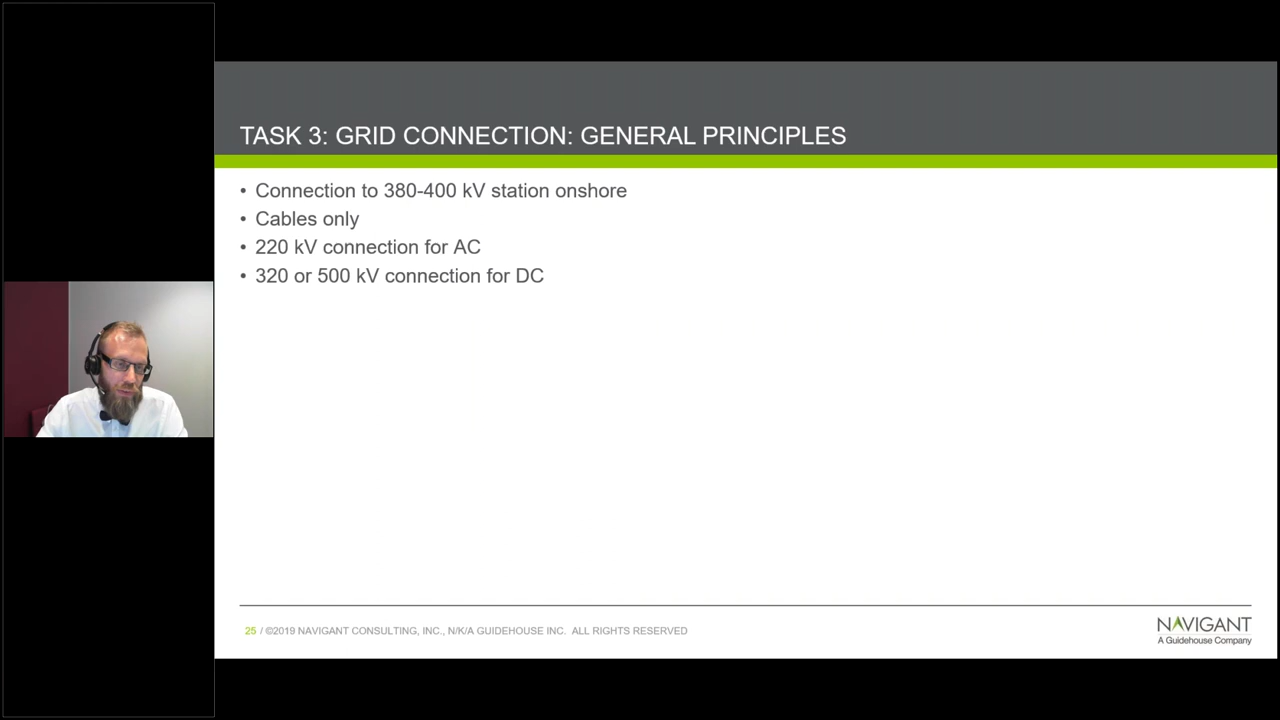 TASK 3: GRID CONNECTION: GENERAL PRINCIPLES
• Connection to 380-400 kV station onshore
• Cables only
• 220 kV connection for AC
• 320 or 500 kV connection for DC
25 / ©2019 NAVIGANT CONSULTING, INC., N/K/A GUIDEHOUSE INC. ALL RIGHTS RESERVED
NAVIGANT
A Guidehouse Company